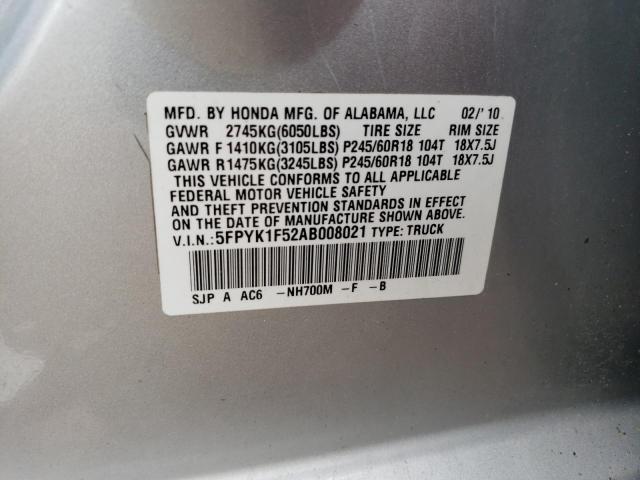 MFD. BY HONDA MFG. OF ALABAMA, LLC 02/'10
GVWR 2745KG(6050LBS) TIRE SIZE RIM SIZE
GAWR F 1410KG(3105LBS) P245/60R18 104T 18X7.5J
GAWR R 1475KG(3245LBS) P245/60R18 104T 18X7.5J
THIS VEHICLE CONFORMS TO ALL APPLICABLE
FEDERAL MOTOR VEHICLE SAFETY
AND THEFT PREVENTION STANDARDS IN EFFECT
ON THE DATE OF MANUFACTURE SHOWN ABOVE.
V.I.N.: 5FPYK1F52AB008021 TYPE: TRUCK
SJP A AC6 -NH700M -F -B